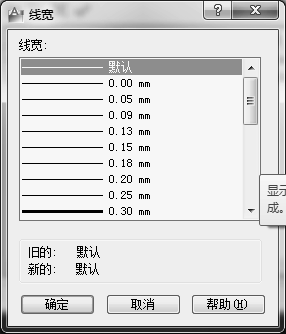 线宽
线宽:
默认
0.00 mm
0.05 mm
0.09 mm
0.13 mm
0.15 mm
0.18 mm
0.20 mm
0.25 mm
0.30 mm
显示
成。
旧的: 默认
新的: 默认
确定 取消 帮助(H)